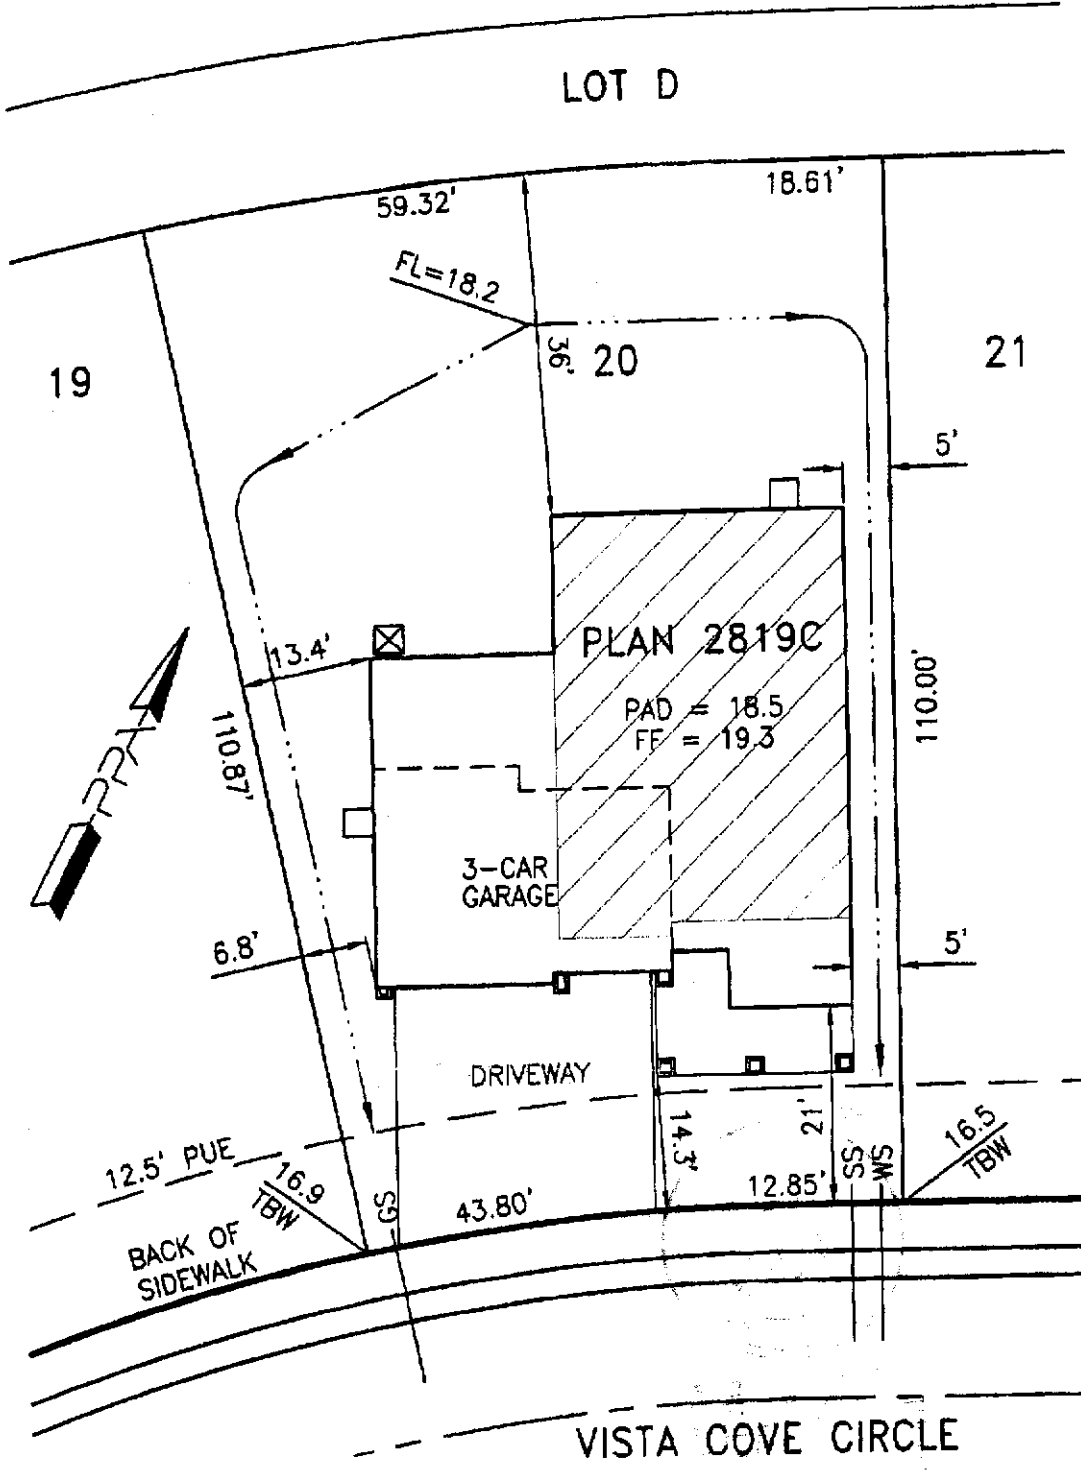 LOT D
59.32'
18.61'
FL=18.2
36'
20
19
21
5'
13.4'
PLAN 2819C
PAD = 18.5
FF = 19.3
110.87'
110.00'
3-CAR
GARAGE
6.8'
5'
DRIVEWAY
12.5' PUE
14.3'
21'
SS
SW
16.5
TBW
16.9
TBW
SD
43.80'
12.85'
BACK OF
SIDEWALK
VISTA COVE CIRCLE